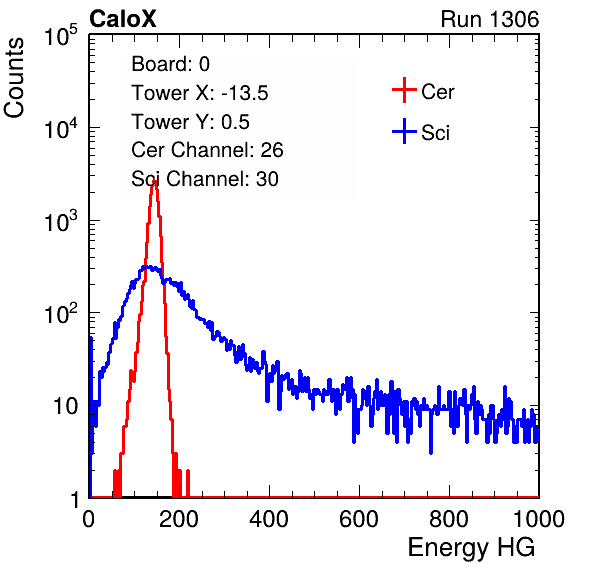 CaloX Run 1306
10^5
Counts
Board: 0
Tower X: -13.5
Tower Y: 0.5
Cer Channel: 26
Sci Channel: 30
Cer
Sci
10^4
10^3
10^2
10
1
0 200 400 600 800 1000
Energy HG